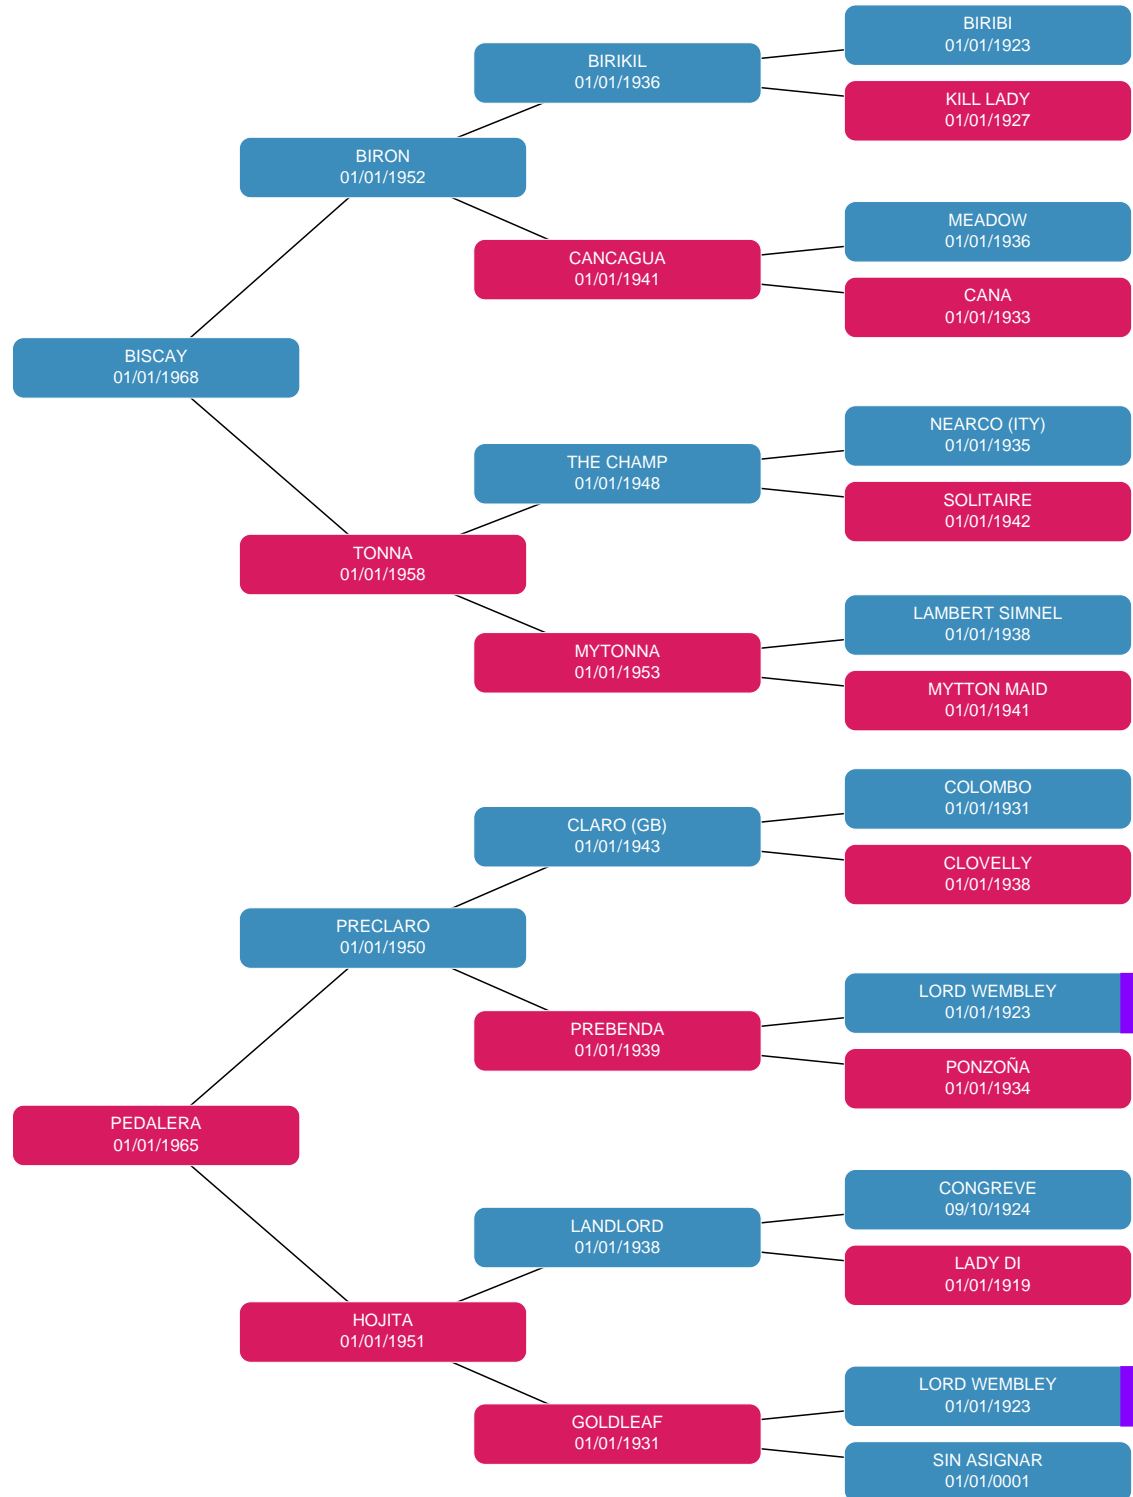 BIRIBI
01/01/1923
BIRIKIL
01/01/1936
KILL LADY
01/01/1927
BIRON
01/01/1952
MEADOW
01/01/1936
CANCAGUA
01/01/1941
CANA
01/01/1933
BISCAY
01/01/1968
NEARCO (ITY)
01/01/1935
THE CHAMP
01/01/1948
SOLITAIRE
01/01/1942
TONNA
01/01/1958
LAMBERT SIMNEL
01/01/1938
MYTONNA
01/01/1953
MYTTON MAID
01/01/1941
COLOMBO
01/01/1931
CLARO (GB)
01/01/1943
CLOVELLY
01/01/1938
PRECLARO
01/01/1950
LORD WEMBLEY
01/01/1923
PREBENDA
01/01/1939
PONZOÑA
01/01/1934
PEDALERA
01/01/1965
CONGREVE
09/10/1924
LANDLORD
01/01/1938
LADY DI
01/01/1919
HOJITA
01/01/1951
LORD WEMBLEY
01/01/1923
GOLDLEAF
01/01/1931
SIN ASIGNAR
01/01/0001